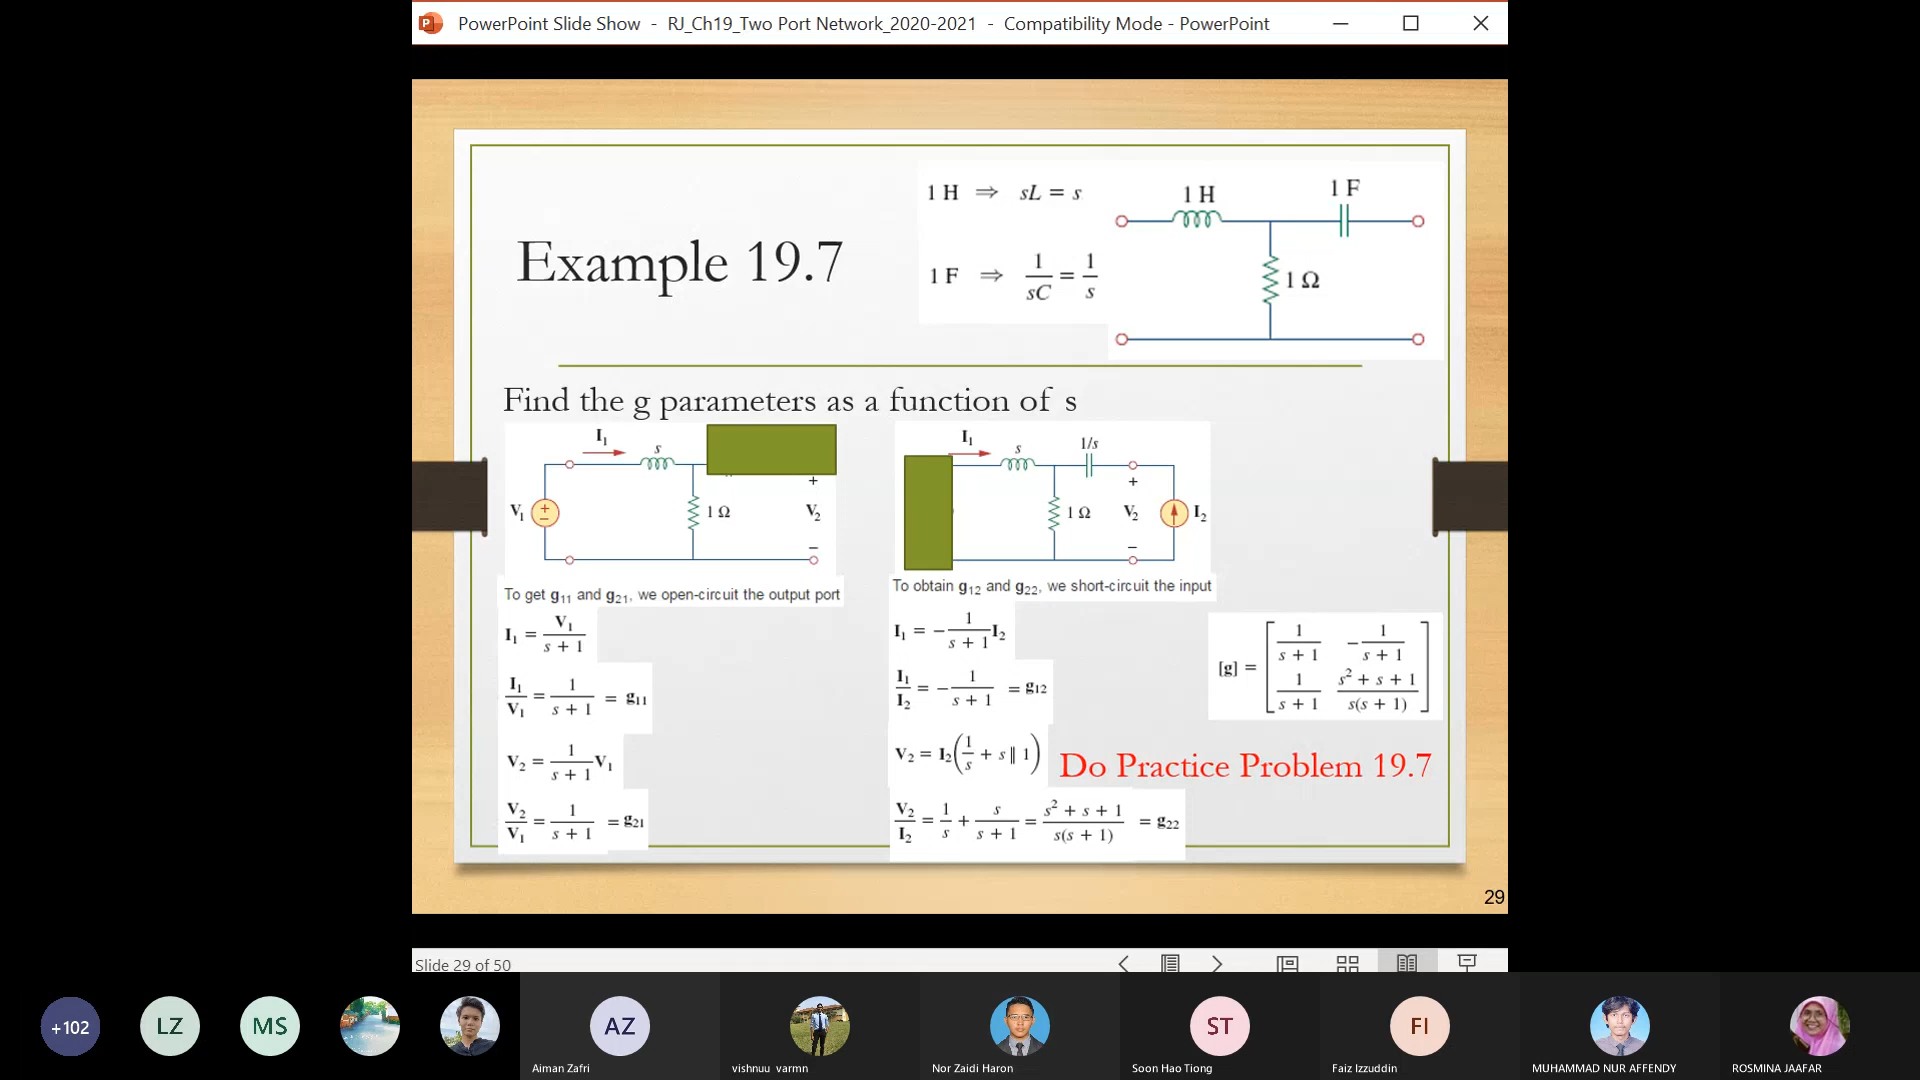 PowerPoint Slide Show - RJ_Ch19_Two Port Network_2020-2021 - Compatibility Mode - PowerPoint
Example 19.7
1 H ⇒ sL = s
1 F ⇒ 1/sC = 1/s
1 H
1 F
1 Ω
Find the g parameters as a function of s
I₁
s
V₁
+
−
1 Ω
+
V₂
−
To get g₁₁ and g₂₁, we open-circuit the output port
I₁ = V₁/(s + 1)
I₁/V₁ = 1/(s + 1) = g₁₁
V₂ = 1/(s + 1) V₁
V₂/V₁ = 1/(s + 1) = g₂₁
I₁
s
1/s
1 Ω
+
V₂
−
I₂
To obtain g₁₂ and g₂₂, we short-circuit the input
I₁ = − 1/(s + 1) I₂
I₁/I₂ = − 1/(s + 1) = g₁₂
V₂ = I₂(1/s + s ∥ 1)
V₂/I₂ = 1/s + s/(s + 1) = (s² + s + 1)/(s(s + 1)) = g₂₂
[g] = [ 1/(s + 1) − 1/(s + 1)
1/(s + 1) (s² + s + 1)/(s(s + 1)) ]
Do Practice Problem 19.7
29
Slide 29 of 50
+102
LZ
MS
AZ
Aiman Zafri
vishnuu varmn
Nor Zaidi Haron
ST
Soon Hao Tiong
FI
Faiz Izzuddin
MUHAMMAD NUR AFFENDY
ROSMINA JAAFAR